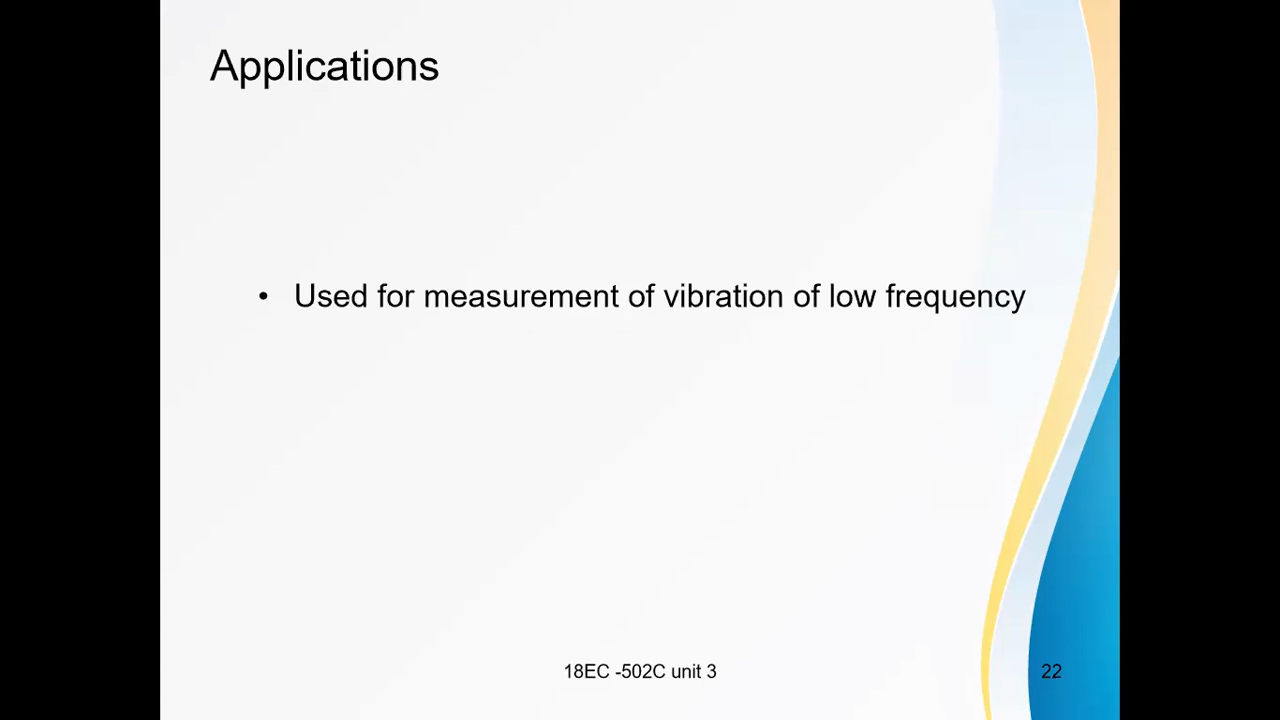 Applications
• Used for measurement of vibration of low frequency
18EC -502C unit 3
22